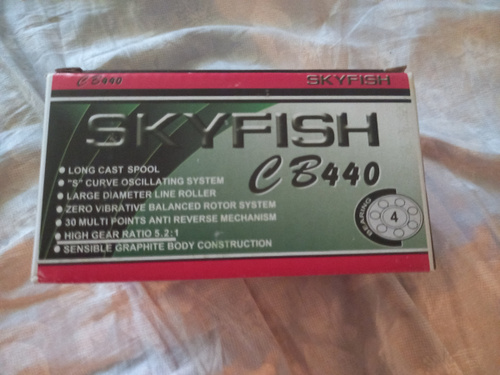 CB440 SKYFISH
SKYFISH
CB440
LONG CAST SPOOL
"S" CURVE OSCILLATING SYSTEM
LARGE DIAMETER LINE ROLLER
ZERO VIBRATIVE BALANCED ROTOR SYSTEM
30 MULTI POINTS ANTI REVERSE MECHANISM
HIGH GEAR RATIO 5.2:1
SENSIBLE GRAPHITE BODY CONSTRUCTION
BEARING
4